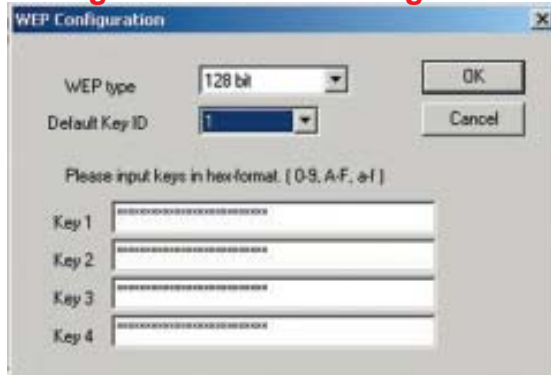 WEP Configuration
WEP type
128 bit
OK
Default Key ID
1
Cancel
Please input keys in hex-format. ( 0-9, A-F, a-f )
Key 1
Key 2
Key 3
Key 4